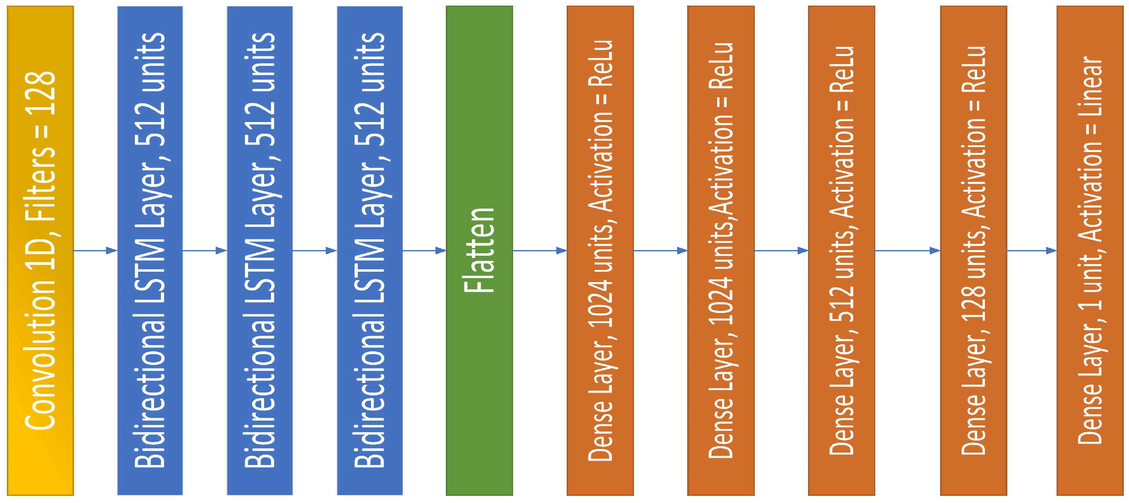 Convolution 1D, Filters = 128
Bidirectional LSTM Layer, 512 units
Bidirectional LSTM Layer, 512 units
Bidirectional LSTM Layer, 512 units
Flatten
Dense Layer, 1024 units, Activation = ReLu
Dense Layer, 1024 units,Activation = ReLu
Dense Layer, 512 units, Activation = ReLu
Dense Layer, 128 units, Activation = ReLu
Dense Layer, 1 unit, Activation = Linear